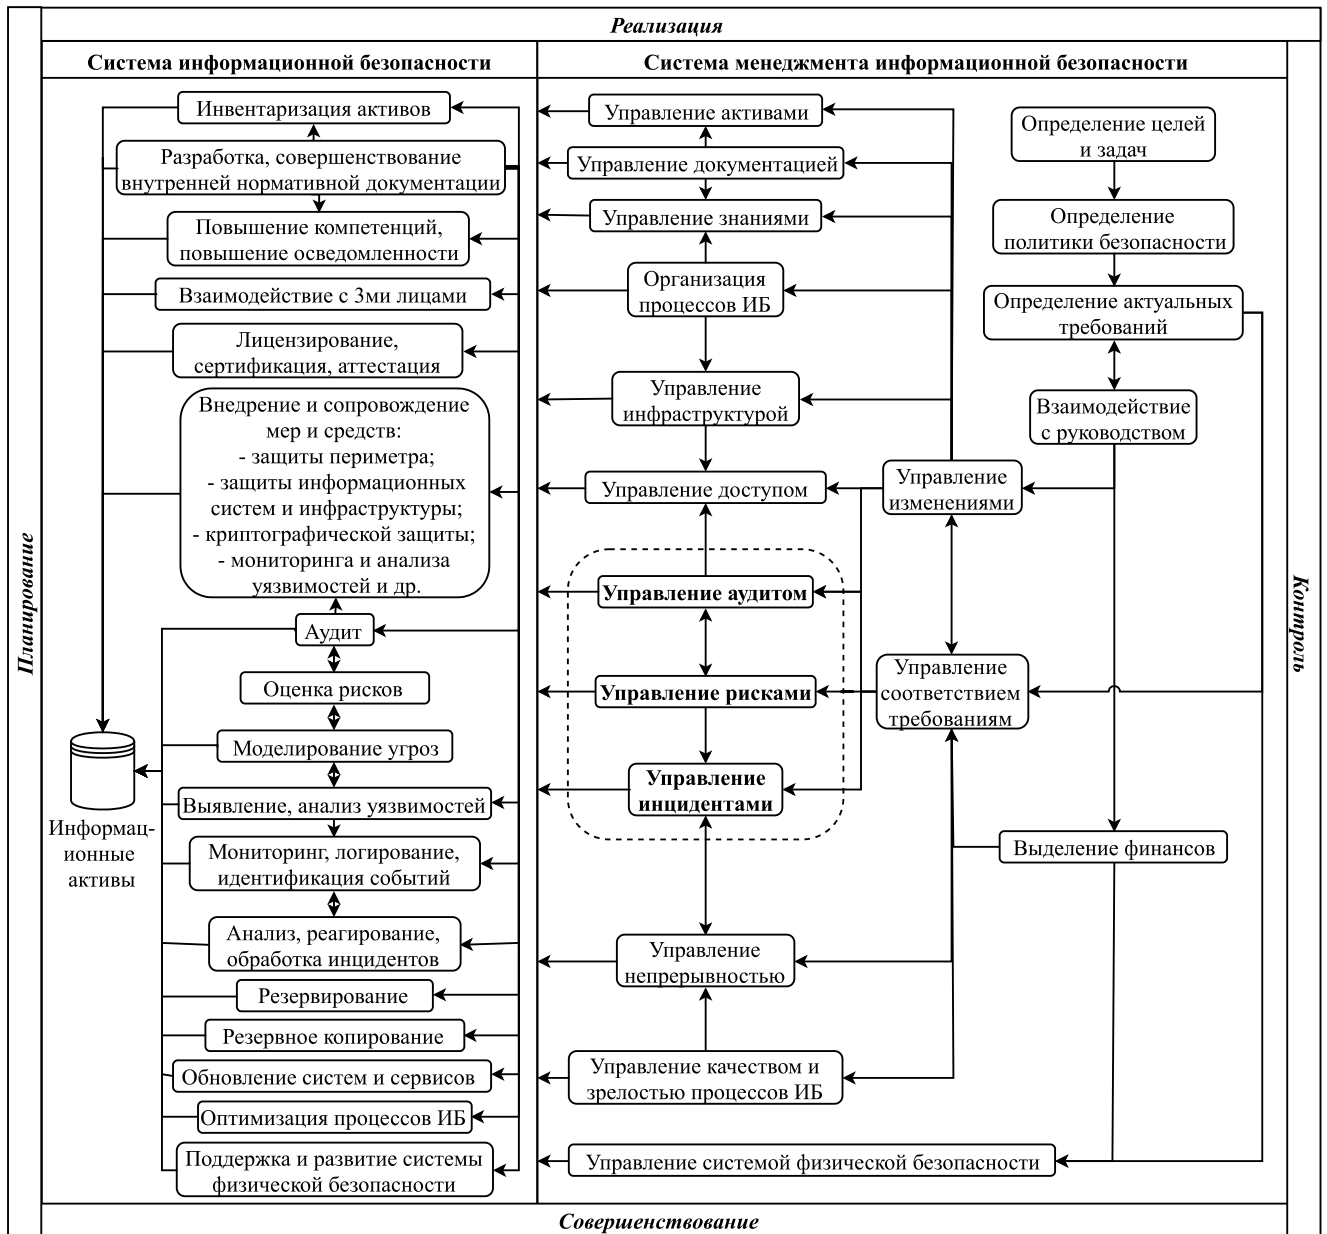 Реализация
Система информационной безопасности
Система менеджмента информационной безопасности
Планирование
Контроль
Инвентаризация активов
Разработка, совершенствование
внутренней нормативной документации
Повышение компетенций,
повышение осведомленности
Взаимодействие с 3ми лицами
Лицензирование,
сертификация, аттестация
Внедрение и сопровождение
мер и средств:
- защиты периметра;
- защиты информационных
систем и инфраструктуры;
- криптографической защиты;
- мониторинга и анализа
уязвимостей и др.
Аудит
Оценка рисков
Моделирование угроз
Выявление, анализ уязвимостей
Мониторинг, логирование,
идентификация событий
Анализ, реагирование,
обработка инцидентов
Резервирование
Резервное копирование
Обновление систем и сервисов
Оптимизация процессов ИБ
Поддержка и развитие системы
физической безопасности
Информац-
ионные
активы
Управление активами
Управление документацией
Управление знаниями
Организация
процессов ИБ
Управление
инфраструктурой
Управление доступом
Управление аудитом
Управление рисками
Управление
инцидентами
Управление
непрерывностью
Управление качеством и
зрелостью процессов ИБ
Управление системой физической безопасности
Управление
изменениями
Управление
соответствием
требованиям
Определение целей
и задач
Определение
политики безопасности
Определение актуальных
требований
Взаимодействие
с руководством
Выделение финансов
Совершенствование